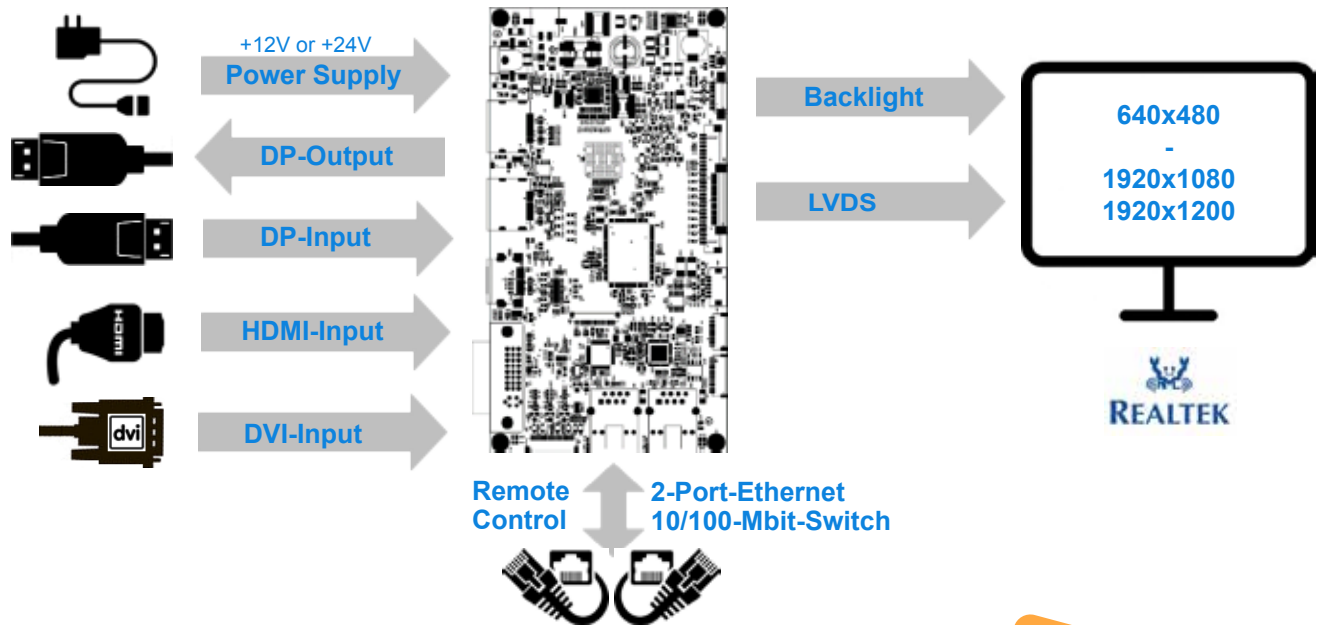 +12V or +24V
Power Supply
DP-Output
DP-Input
HDMI-Input
DVI-Input
HDMI
dvi
Backlight
LVDS
640x480
-
1920x1080
1920x1200
REALTEK
Remote
Control
2-Port-Ethernet
10/100-Mbit-Switch